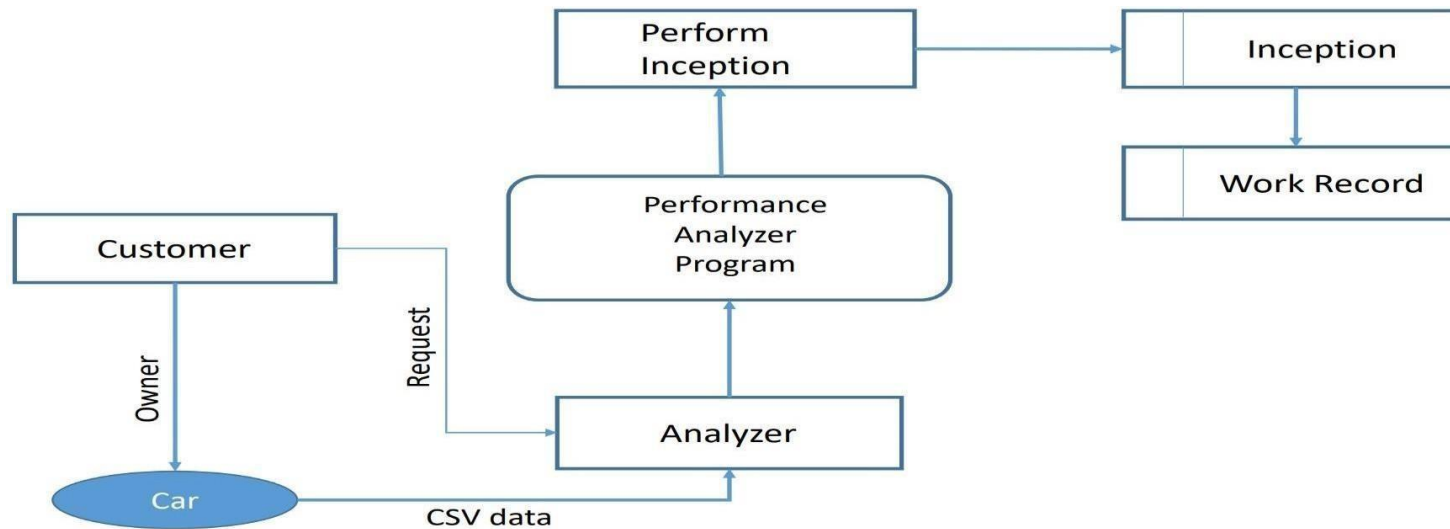 Perform
Inception
Inception
Work Record
Performance
Analyzer
Program
Customer
Owner
Request
Analyzer
Car
CSV data